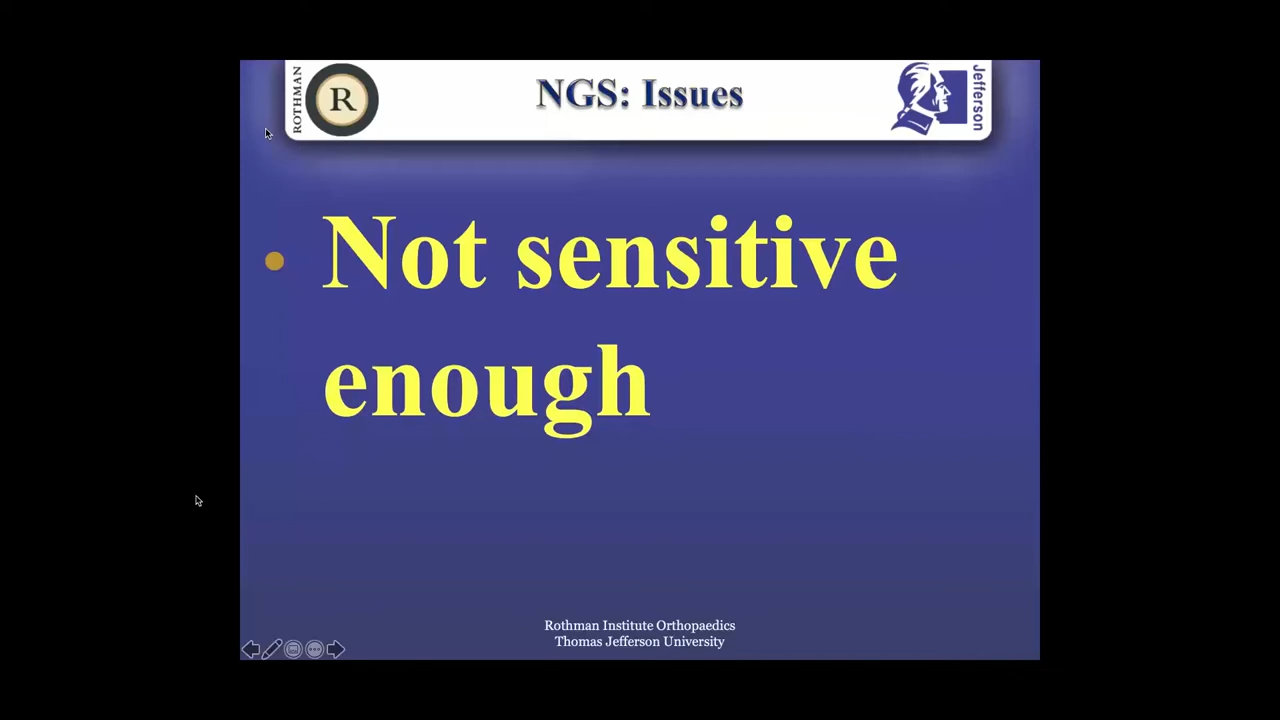 ROTHMAN
R
NGS: Issues
Jefferson
Not sensitive
enough
Rothman Institute Orthopaedics
Thomas Jefferson University